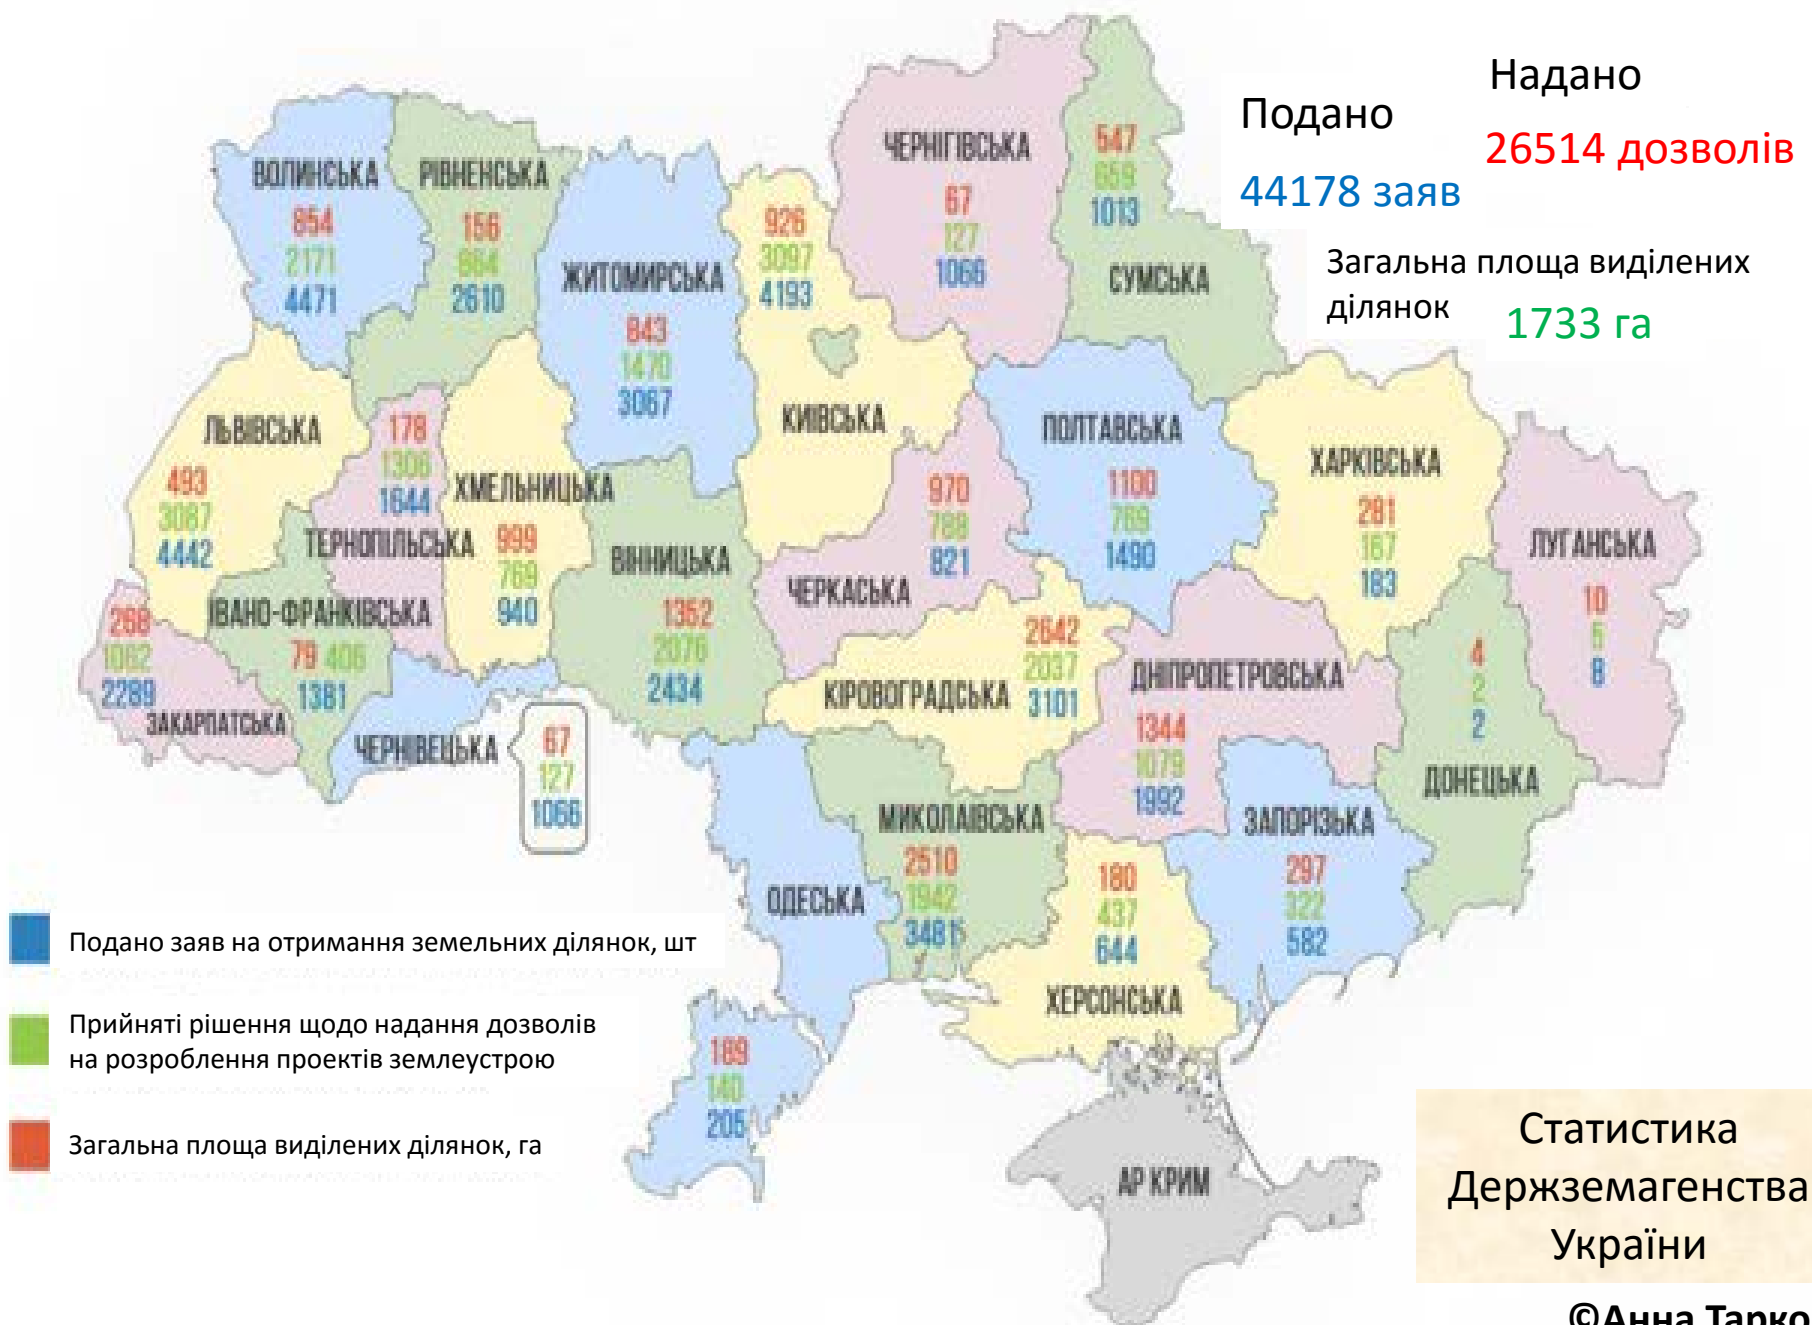 Подано
44178 заяв
Надано
26514 дозволів
Загальна площа виділених
ділянок
1733 га
ВОЛИНСЬКА
854
2171
4471
РІВНЕНСЬКА
156
664
2610
ЖИТОМИРСЬКА
843
1470
3067
926
3097
4193
КИЇВСЬКА
ЧЕРНІГІВСЬКА
67
127
1066
547
659
1013
СУМСЬКА
ЛЬВІВСЬКА
493
3087
4442
178
1306
1644
ТЕРНОПІЛЬСЬКА
ХМЕЛЬНИЦЬКА
999
769
940
ВІННИЦЬКА
1352
2076
2434
970
788
821
ЧЕРКАСЬКА
ПОЛТАВСЬКА
1100
769
1490
ХАРКІВСЬКА
281
167
183
ЛУГАНСЬКА
10
5
8
268
1062
2289
ЗАКАРПАТСЬКА
ІВАНО-ФРАНКІВСЬКА
79 406
1381
ЧЕРНІВЕЦЬКА
67
127
1066
2642
2037
КІРОВОГРАДСЬКА 3101
ДНІПРОПЕТРОВСЬКА
1344
1079
1992
4
2
2
ДОНЕЦЬКА
ОДЕСЬКА
189
140
205
МИКОЛАЇВСЬКА
2510
1942
3481
180
437
644
ХЕРСОНСЬКА
ЗАПОРІЗЬКА
297
322
582
АР КРИМ
Подано заяв на отримання земельних ділянок, шт
Прийняті рішення щодо надання дозволів
на розроблення проектів землеустрою
Загальна площа виділених ділянок, га
Статистика
Держземагенства
України
©Анна Тарко